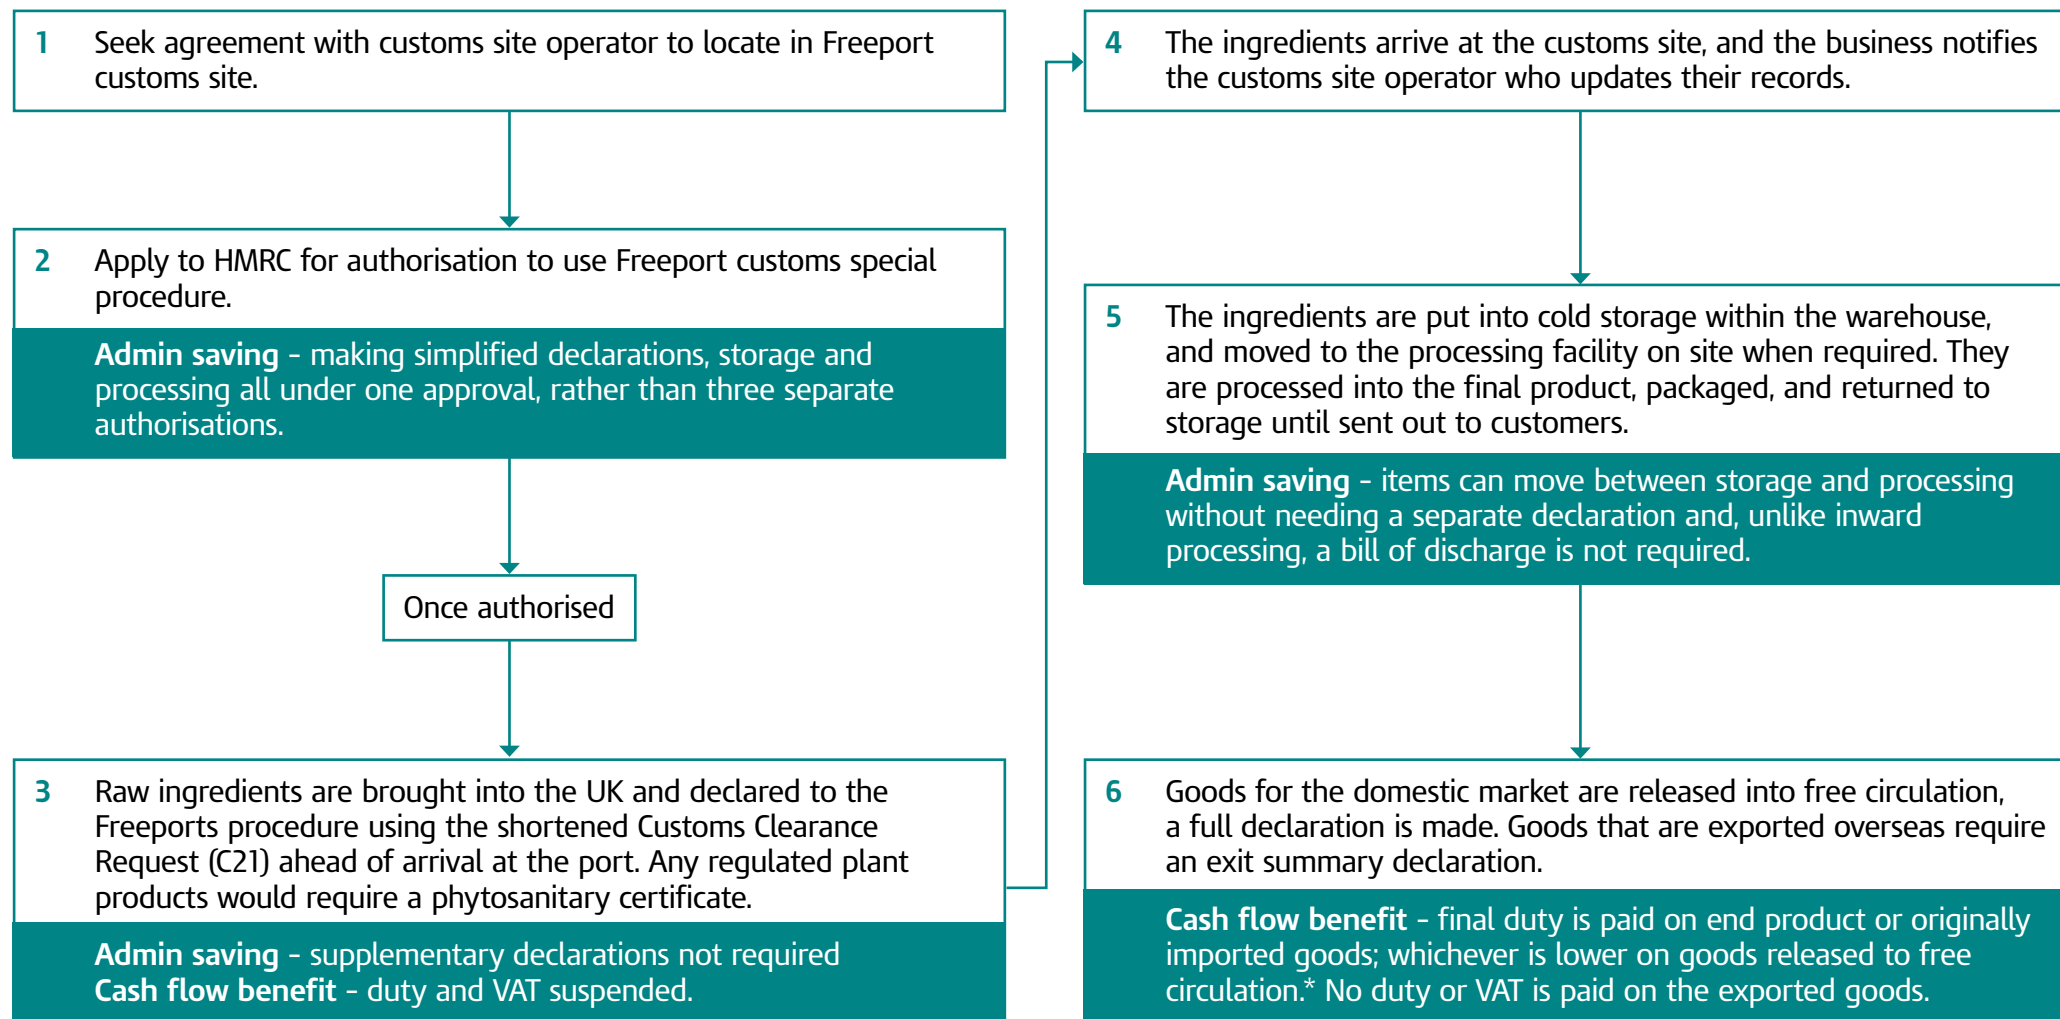 1 Seek agreement with customs site operator to locate in Freeport
customs site.
2 Apply to HMRC for authorisation to use Freeport customs special
procedure.
Admin saving – making simplified declarations, storage and
processing all under one approval, rather than three separate
authorisations.
Once authorised
3 Raw ingredients are brought into the UK and declared to the
Freeports procedure using the shortened Customs Clearance
Request (C21) ahead of arrival at the port. Any regulated plant
products would require a phytosanitary certificate.
Admin saving – supplementary declarations not required
Cash flow benefit – duty and VAT suspended.
4 The ingredients arrive at the customs site, and the business notifies
the customs site operator who updates their records.
5 The ingredients are put into cold storage within the warehouse,
and moved to the processing facility on site when required. They
are processed into the final product, packaged, and returned to
storage until sent out to customers.
Admin saving – items can move between storage and processing
without needing a separate declaration and, unlike inward
processing, a bill of discharge is not required.
6 Goods for the domestic market are released into free circulation,
a full declaration is made. Goods that are exported overseas require
an exit summary declaration.
Cash flow benefit – final duty is paid on end product or originally
imported goods; whichever is lower on goods released to free
circulation.* No duty or VAT is paid on the exported goods.